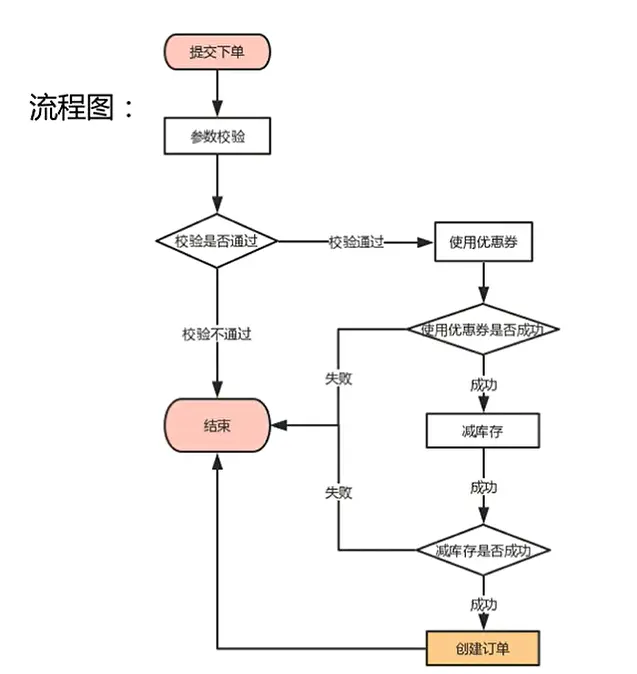 提交下单
流程图：
参数校验
校验是否通过
校验通过
使用优惠券
校验不通过
使用优惠券是否成功
失败
成功
结束
减库存
失败
成功
减库存是否成功
成功
创建订单